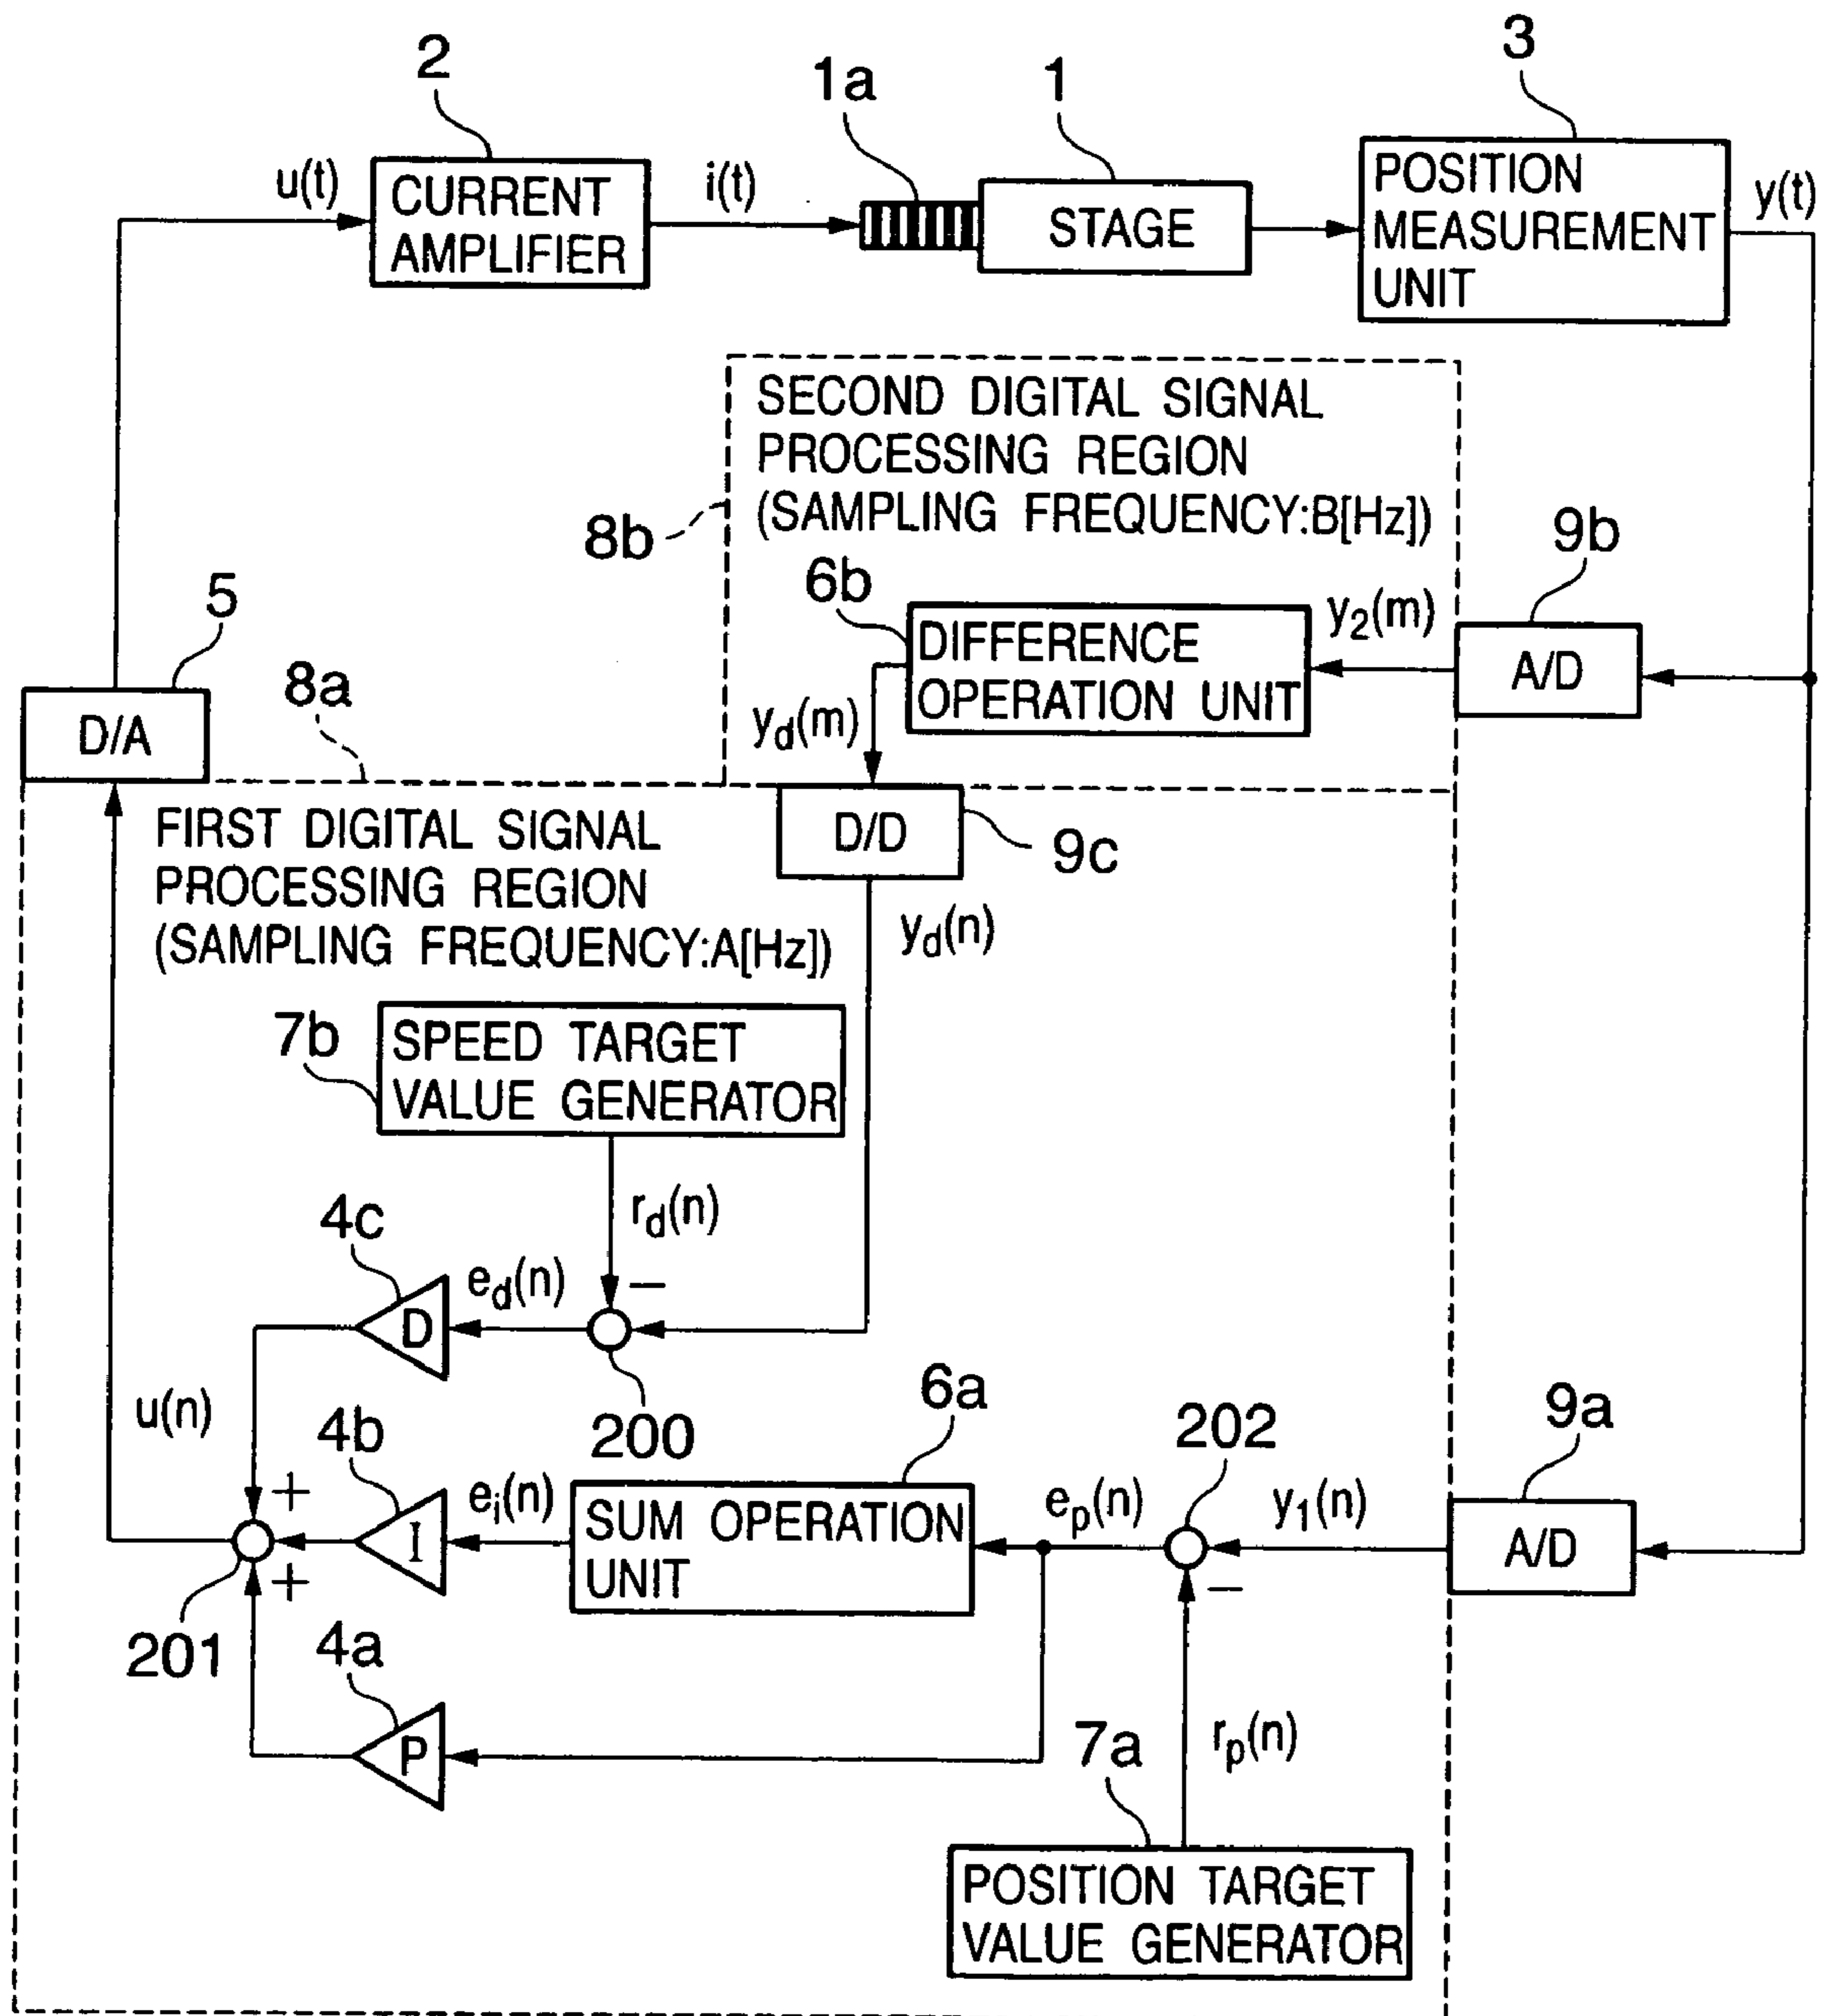 2
1a
1
3
u(t)
CURRENT
AMPLIFIER
i(t)
STAGE
POSITION
MEASUREMENT
UNIT
y(t)
SECOND DIGITAL SIGNAL
PROCESSING REGION
(SAMPLING FREQUENCY:B[Hz])
8b
6b
DIFFERENCE
OPERATION UNIT
y2(m)
9b
A/D
5
D/A
8a
yd(m)
D/D
9c
FIRST DIGITAL SIGNAL
PROCESSING REGION
(SAMPLING FREQUENCY:A[Hz])
yd(n)
7b
SPEED TARGET
VALUE GENERATOR
rd(n)
4c
D
ed(n)
−
200
u(n)
4b
I
ei(n)
6a
SUM OPERATION
UNIT
ep(n)
202
y1(n)
9a
A/D
+
+
−
201
4a
P
7a
rp(n)
POSITION TARGET
VALUE GENERATOR